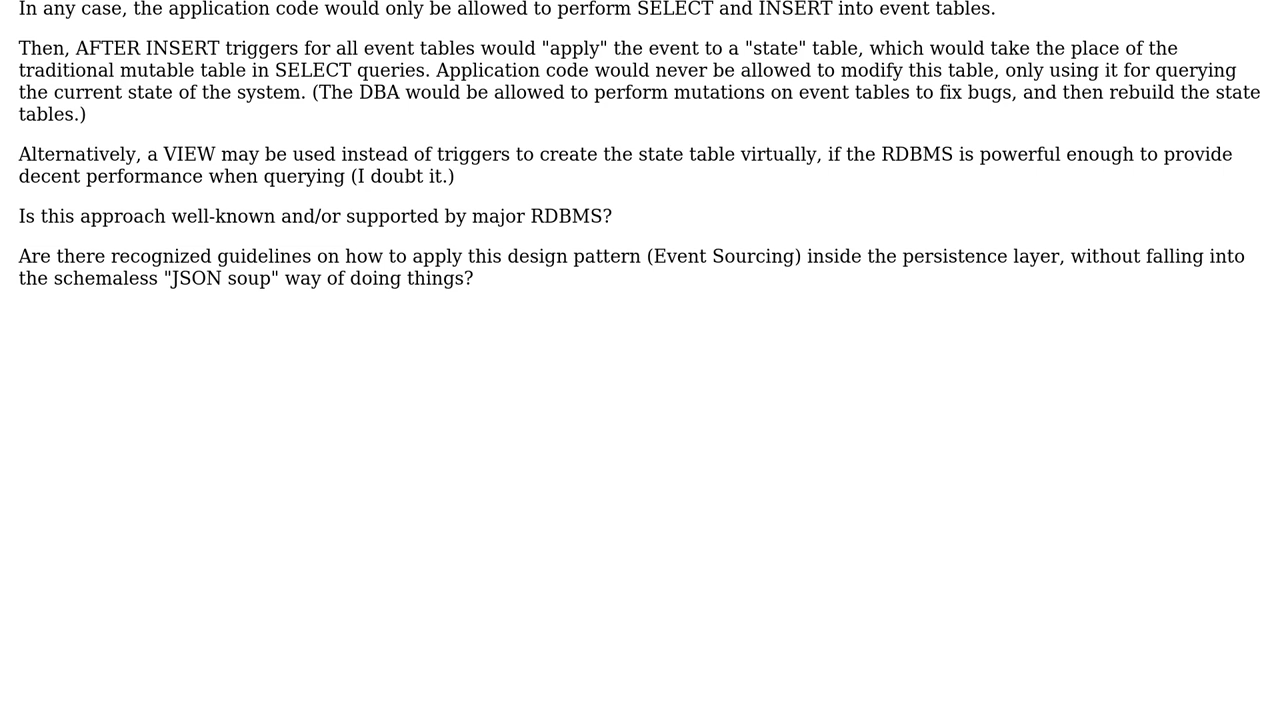 In any case, the application code would only be allowed to perform SELECT and INSERT into event tables.
Then, AFTER INSERT triggers for all event tables would "apply" the event to a "state" table, which would take the place of the
traditional mutable table in SELECT queries. Application code would never be allowed to modify this table, only using it for querying
the current state of the system. (The DBA would be allowed to perform mutations on event tables to fix bugs, and then rebuild the state
tables.)
Alternatively, a VIEW may be used instead of triggers to create the state table virtually, if the RDBMS is powerful enough to provide
decent performance when querying (I doubt it.)
Is this approach well-known and/or supported by major RDBMS?
Are there recognized guidelines on how to apply this design pattern (Event Sourcing) inside the persistence layer, without falling into
the schemaless "JSON soup" way of doing things?